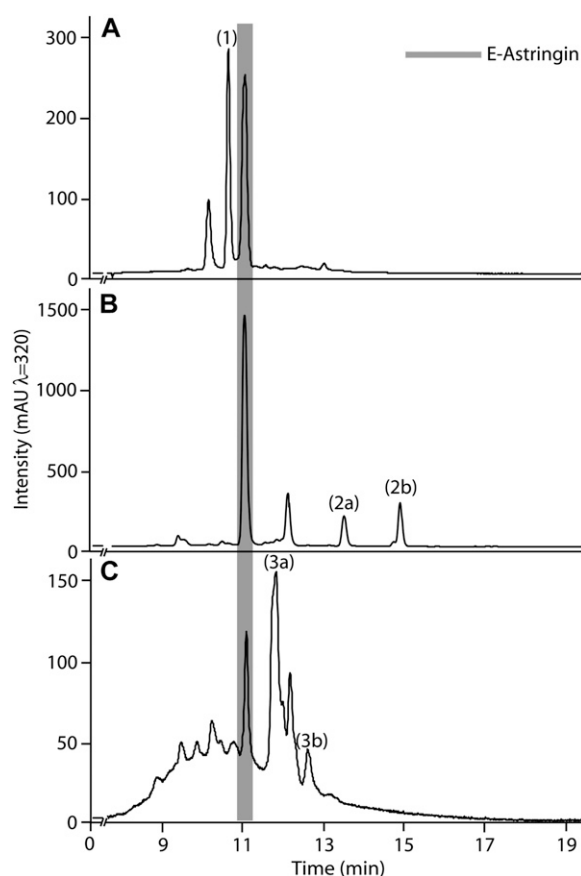 A
(1)
E-Astringin
300
200
100
0
B
1500
1000
500
0
(2a)
(2b)
Intensity (mAU λ=320)
C
(3a)
(3b)
150
100
50
0
0 9 11 13 15 17 19
Time (min)